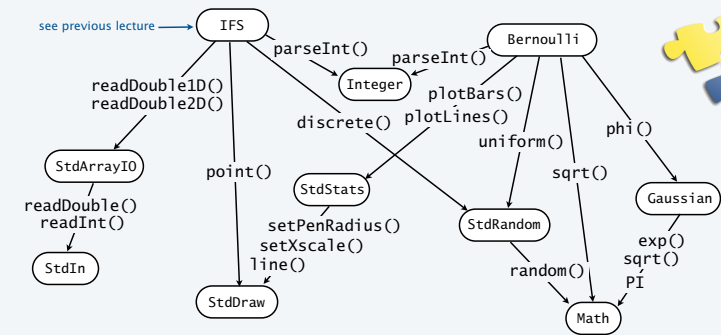 see previous lecture
IFS
parseInt()
parseInt()
Bernoulli
Integer
readDouble1D()
readDouble2D()
plotBars()
plotLines()
discrete()
uniform()
phi()
StdArrayIO
point()
sqrt()
StdStats
Gaussian
readDouble()
readInt()
setPenRadius()
setXscale()
line()
StdRandom
exp()
sqrt()
PI
StdIn
random()
StdDraw
Math